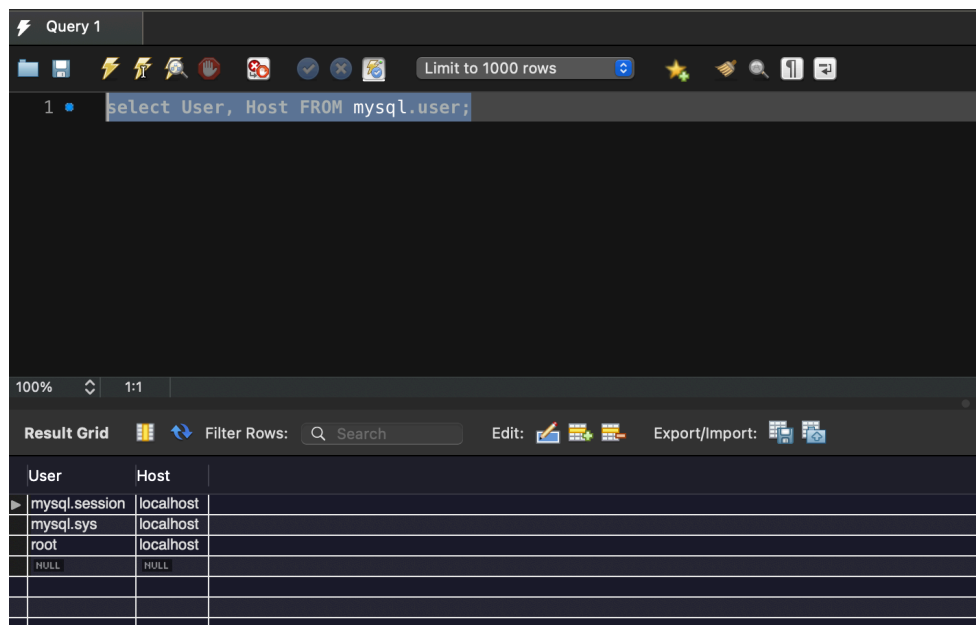 Query 1
Limit to 1000 rows
1 select User, Host FROM mysql.user;
100% 1:1
Result Grid Filter Rows: Search Edit: Export/Import:
User Host
mysql.session localhost
mysql.sys localhost
root localhost
NULL NULL